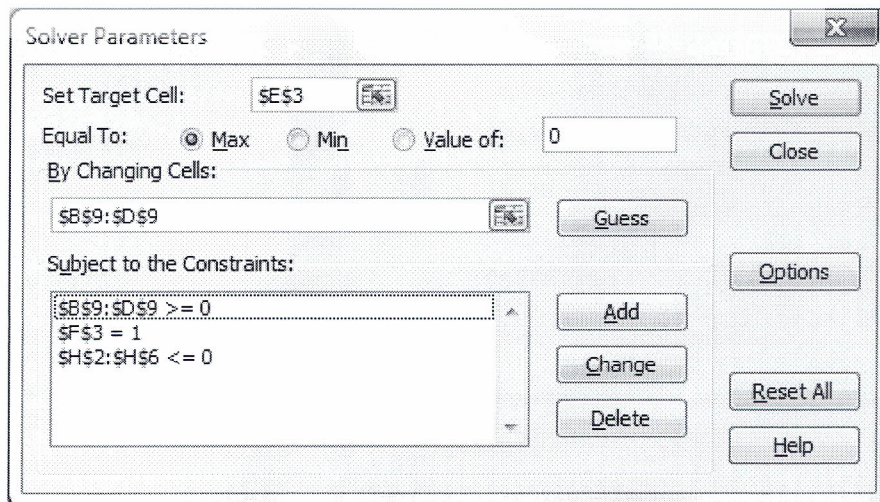 Solver Parameters
Set Target Cell: $E$3
Solve
Equal To: Max Min Value of: 0
Close
By Changing Cells:
$B$9:$D$9
Guess
Subject to the Constraints:
Options
$B$9:$D$9 >= 0
Add
$F$3 = 1
$H$2:$H$6 <= 0
Change
Reset All
Delete
Help